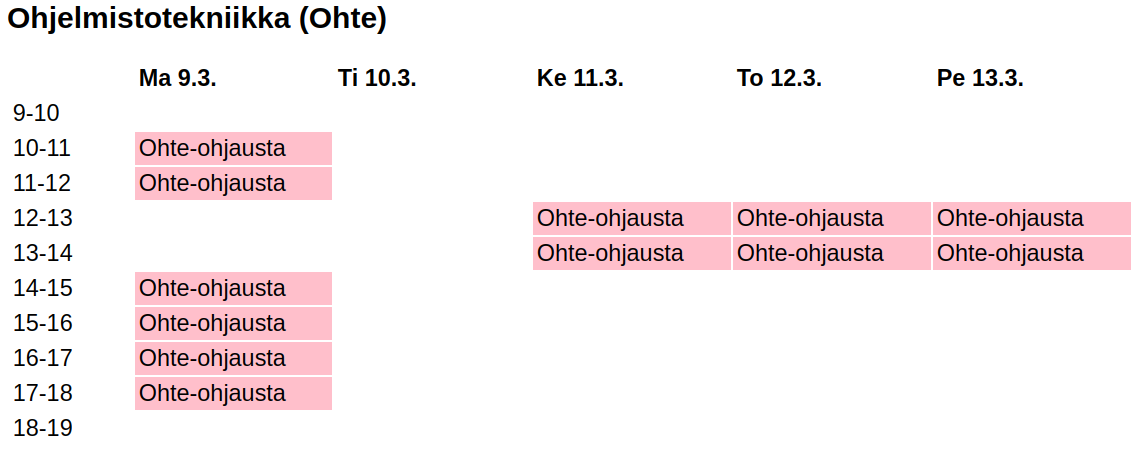 Ohjelmistotekniikka (Ohte)
Ma 9.3. Ti 10.3. Ke 11.3. To 12.3. Pe 13.3.
9-10
10-11 Ohte-ohjausta
11-12 Ohte-ohjausta
12-13 Ohte-ohjausta Ohte-ohjausta Ohte-ohjausta
13-14 Ohte-ohjausta Ohte-ohjausta Ohte-ohjausta
14-15 Ohte-ohjausta
15-16 Ohte-ohjausta
16-17 Ohte-ohjausta
17-18 Ohte-ohjausta
18-19